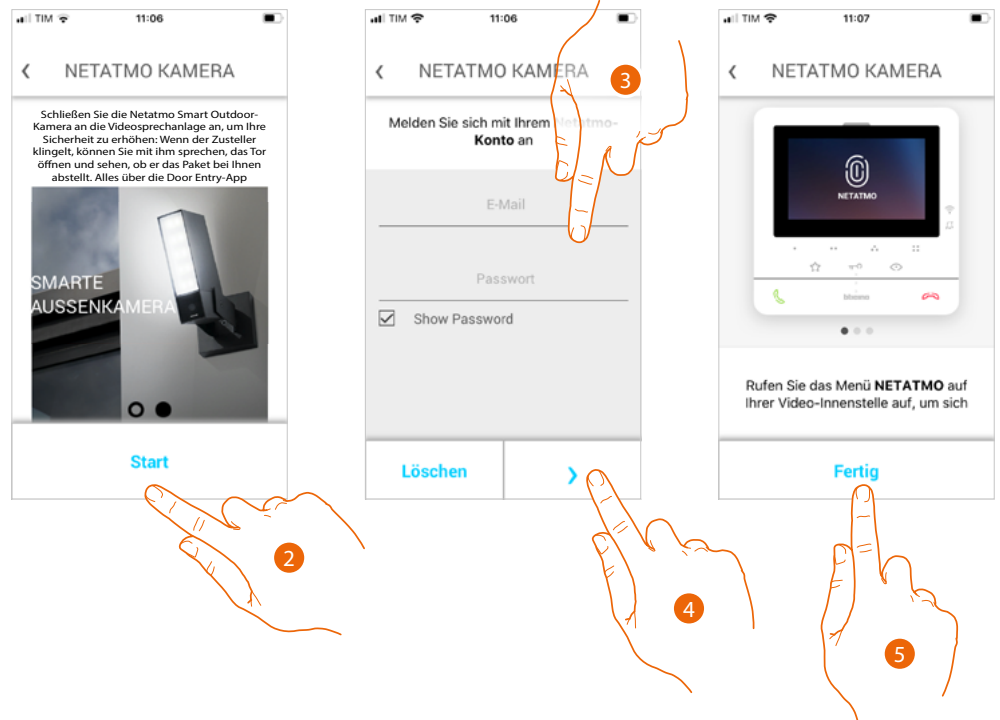 TIM 11:06
NETATMO KAMERA
Schließen Sie die Netatmo Smart Outdoor-
Kamera an die Videosprechanlage an, um Ihre
Sicherheit zu erhöhen: Wenn der Zusteller
klingelt, können Sie mit ihm sprechen, das Tor
öffnen und sehen, ob er das Paket bei Ihnen
abstellt. Alles über die Door Entry-App
SMARTE
AUSSENKAMERA
Start
2
TIM 11:06
NETATMO KAMERA
3
Melden Sie sich mit Ihrem Netatmo-
Konto an
E-Mail
Passwort
Show Password
Löschen
4
TIM 11:07
NETATMO KAMERA
NETATMO
bticino
Rufen Sie das Menü NETATMO auf
Ihrer Video-Innenstelle auf, um sich
Fertig
5